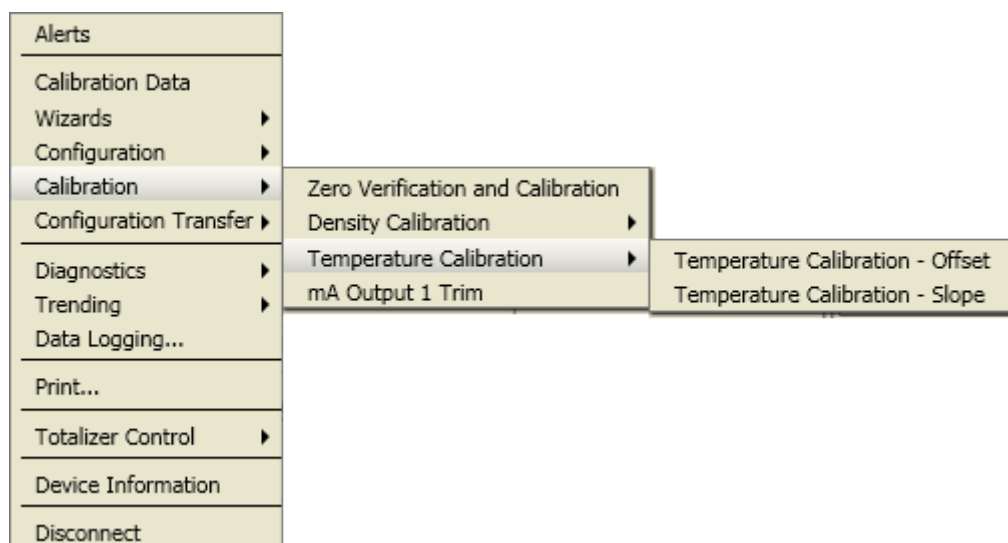 Alerts
Calibration Data
Wizards
Configuration
Calibration
Configuration Transfer
Diagnostics
Trending
Data Logging...
Print...
Totalizer Control
Device Information
Disconnect
Zero Verification and Calibration
Density Calibration
Temperature Calibration
mA Output 1 Trim
Temperature Calibration - Offset
Temperature Calibration - Slope